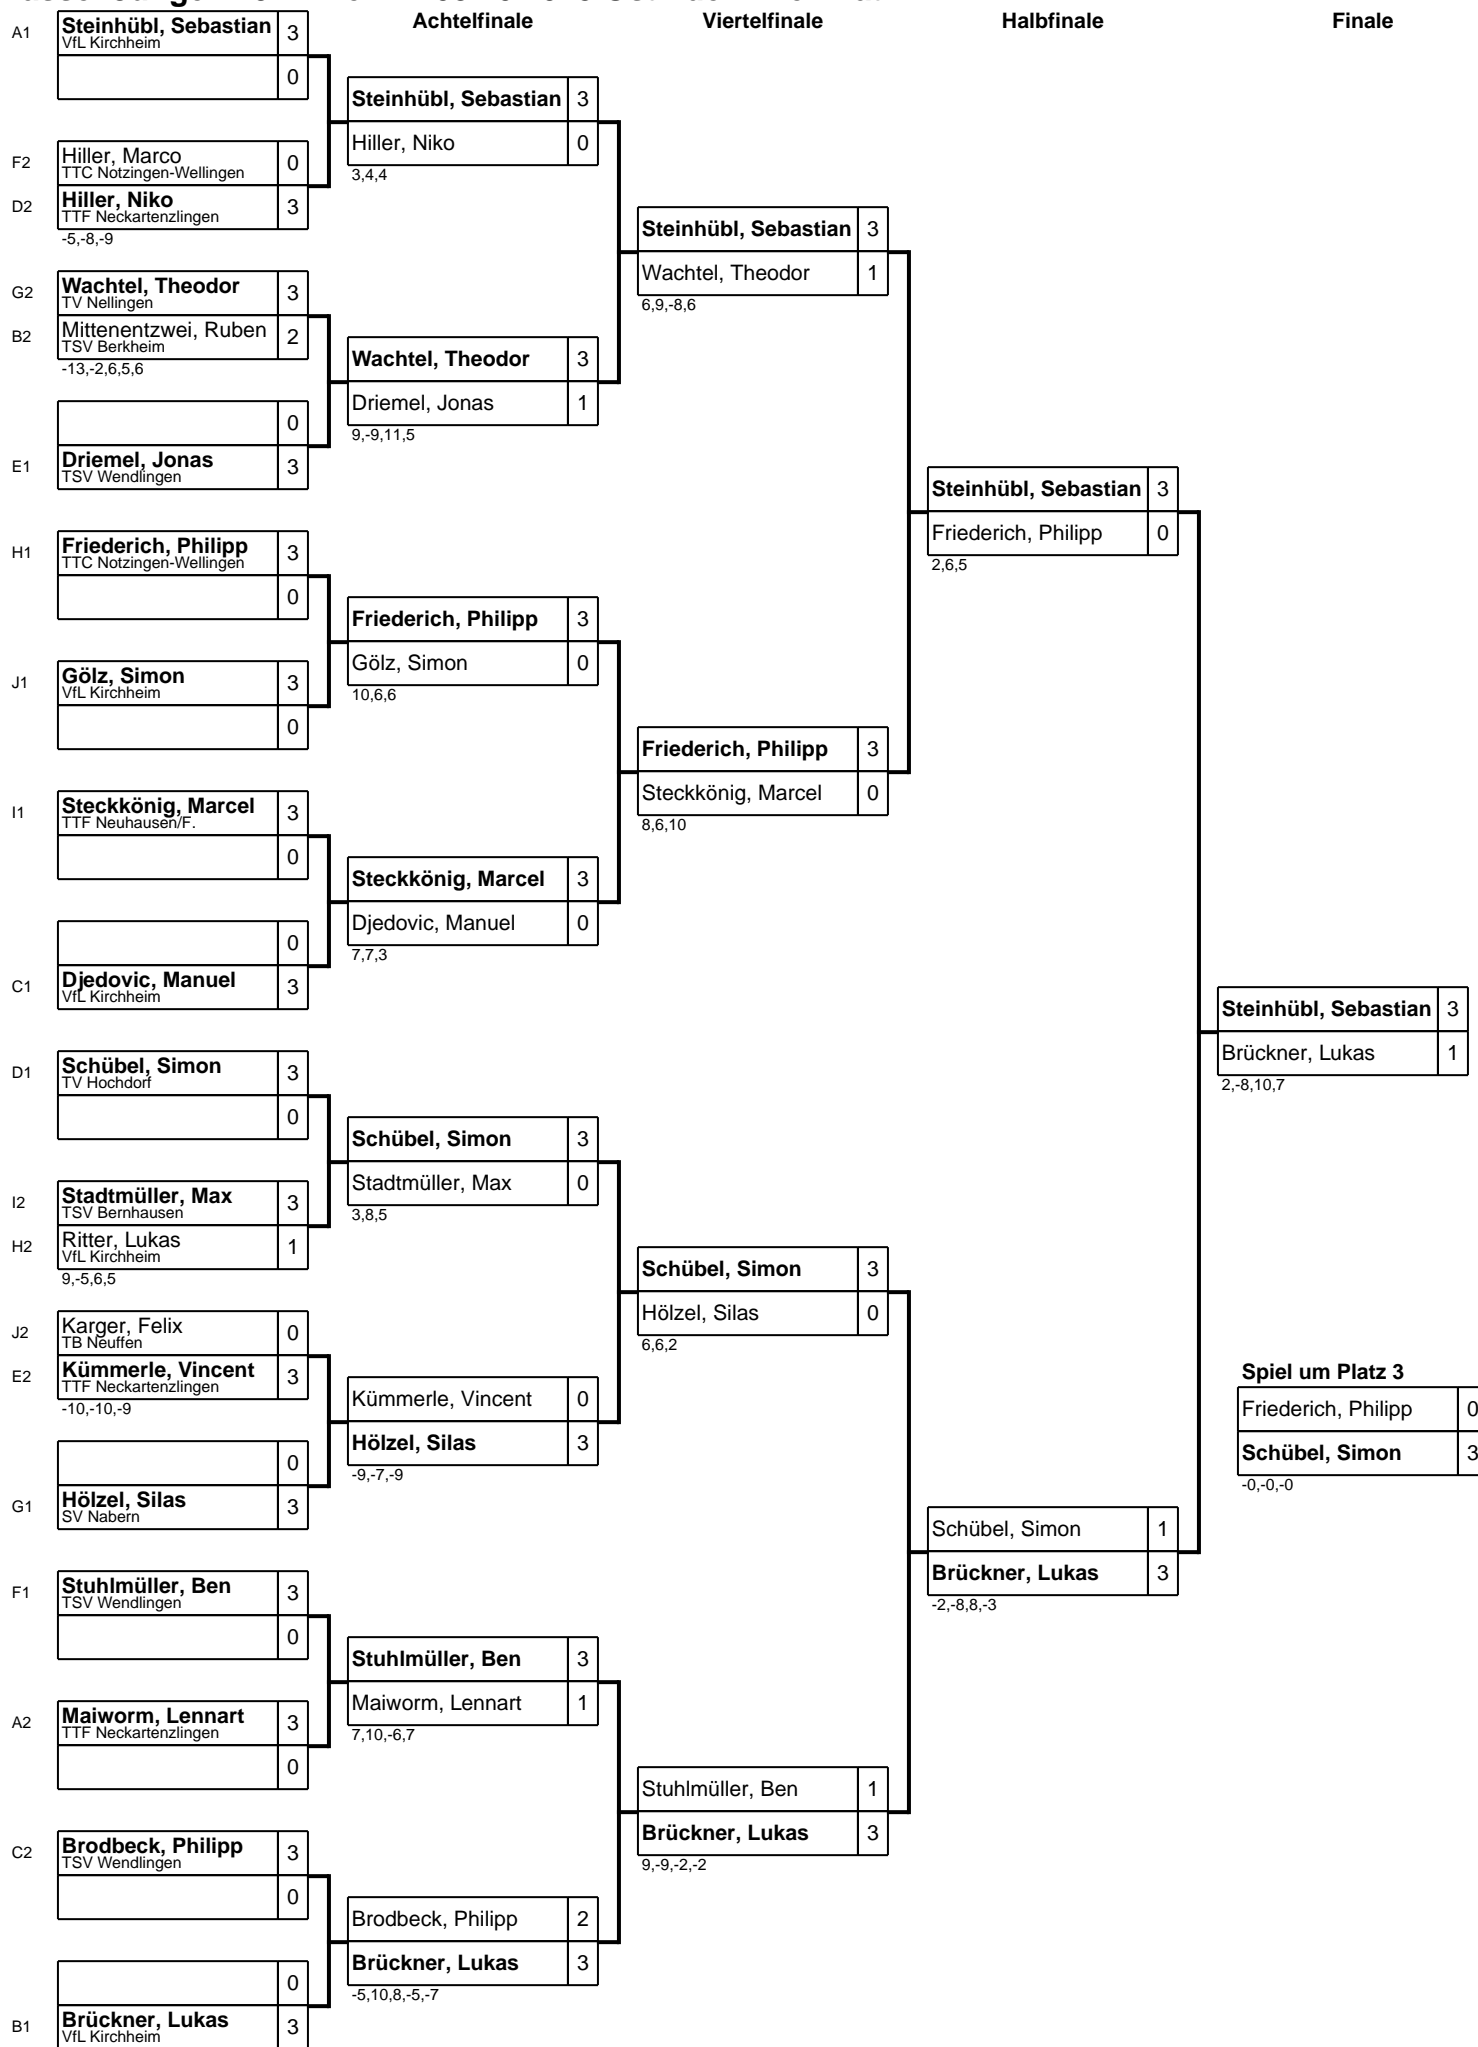 Achtelfinale
Viertelfinale
Halbfinale
Finale
A1
Steinhübl, Sebastian 3
VfL Kirchheim
0
F2
Hiller, Marco 0
TTC Notzingen-Wellingen
D2
Hiller, Niko 3
TTF Neckartenzlingen
-5,-8,-9
G2
Wachtel, Theodor 3
TV Nellingen
B2
Mittenentzwei, Ruben 2
TSV Berkheim
-13,-2,6,5,6
0
E1
Driemel, Jonas 3
TSV Wendlingen
H1
Friederich, Philipp 3
TTC Notzingen-Wellingen
0
J1
Gölz, Simon 3
VfL Kirchheim
0
I1
Steckkönig, Marcel 3
TTF Neuhausen/F.
0
0
C1
Djedovic, Manuel 3
VfL Kirchheim
D1
Schübel, Simon 3
TV Hochdorf
0
I2
Stadtmüller, Max 3
TSV Bernhausen
H2
Ritter, Lukas 1
VfL Kirchheim
9,-5,6,5
J2
Karger, Felix 0
TB Neuffen
E2
Kümmerle, Vincent 3
TTF Neckartenzlingen
-10,-10,-9
0
G1
Hölzel, Silas 3
SV Nabern
F1
Stuhlmüller, Ben 3
TSV Wendlingen
0
A2
Maiworm, Lennart 3
TTF Neckartenzlingen
0
C2
Brodbeck, Philipp 3
TSV Wendlingen
0
0
B1
Brückner, Lukas 3
VfL Kirchheim
Steinhübl, Sebastian 3
Hiller, Niko 0
3,4,4
Wachtel, Theodor 3
Driemel, Jonas 1
9,-9,11,5
Friederich, Philipp 3
Gölz, Simon 0
10,6,6
Steckkönig, Marcel 3
Djedovic, Manuel 0
7,7,3
Schübel, Simon 3
Stadtmüller, Max 0
3,8,5
Kümmerle, Vincent 0
Hölzel, Silas 3
-9,-7,-9
Stuhlmüller, Ben 3
Maiworm, Lennart 1
7,10,-6,7
Brodbeck, Philipp 2
Brückner, Lukas 3
-5,10,8,-5,-7
Steinhübl, Sebastian 3
Wachtel, Theodor 1
6,9,-8,6
Friederich, Philipp 3
Steckkönig, Marcel 0
8,6,10
Schübel, Simon 3
Hölzel, Silas 0
6,6,2
Stuhlmüller, Ben 1
Brückner, Lukas 3
9,-9,-2,-2
Steinhübl, Sebastian 3
Friederich, Philipp 0
2,6,5
Schübel, Simon 1
Brückner, Lukas 3
-2,-8,8,-3
Steinhübl, Sebastian 3
Brückner, Lukas 1
2,-8,10,7
Spiel um Platz 3
Friederich, Philipp 0
Schübel, Simon 3
-0,-0,-0